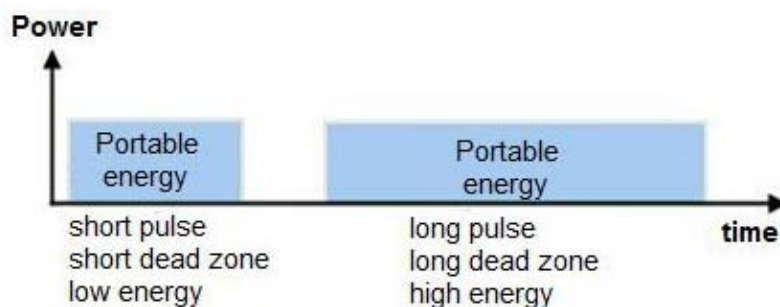 Power
Portable
energy
Portable
energy
short pulse
short dead zone
low energy
long pulse
long dead zone
high energy
time